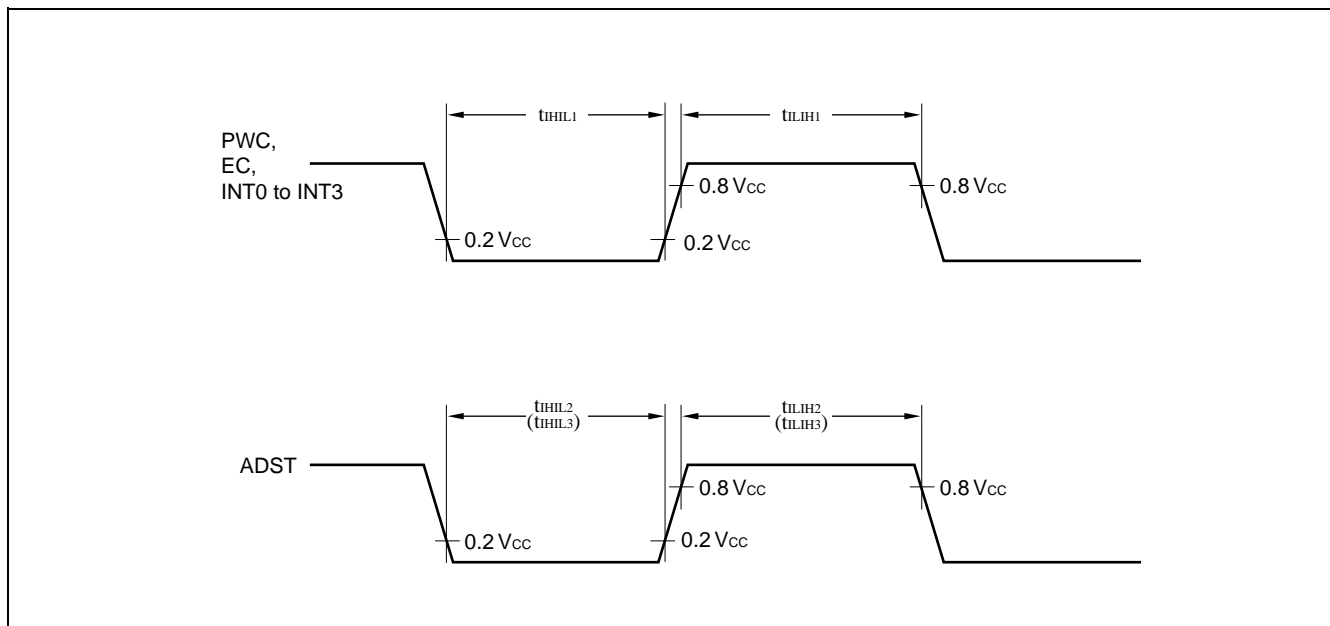 tIHIL1
tILIH1
PWC,
EC,
INT0 to INT3
0.8 VCC
0.8 VCC
0.2 VCC
0.2 VCC
tIHIL2
(tIHIL3)
tILIH2
(tILIH3)
ADST
0.8 VCC
0.8 VCC
0.2 VCC
0.2 VCC